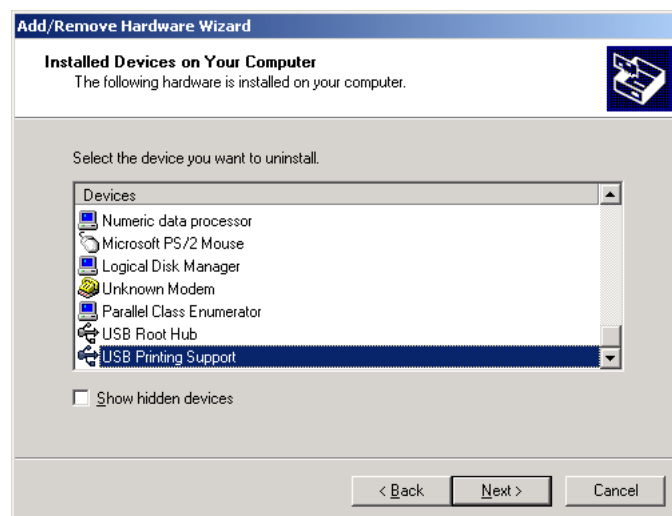 Add/Remove Hardware Wizard
Installed Devices on Your Computer
The following hardware is installed on your computer.
Select the device you want to uninstall.
Devices
Numeric data processor
Microsoft PS/2 Mouse
Logical Disk Manager
Unknown Modem
Parallel Class Enumerator
USB Root Hub
USB Printing Support
Show hidden devices
< Back Next > Cancel